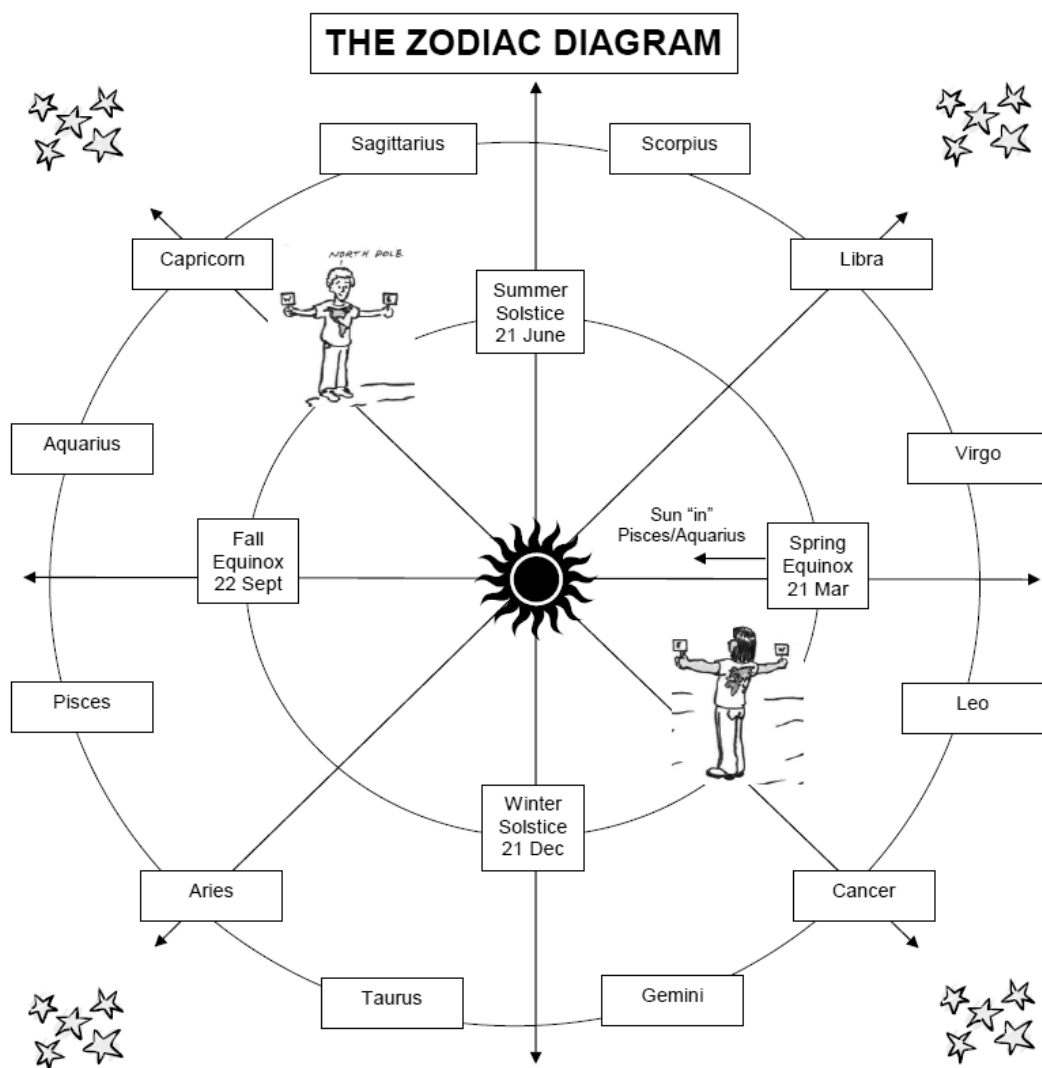 THE ZODIAC DIAGRAM
Sagittarius
Scorpius
Capricorn
NORTH POLE
Libra
W
E
Summer
Solstice
21 June
Aquarius
Virgo
Sun “in”
Pisces/Aquarius
Fall
Equinox
22 Sept
Spring
Equinox
21 Mar
E
W
Pisces
Leo
Winter
Solstice
21 Dec
Aries
Cancer
Taurus
Gemini